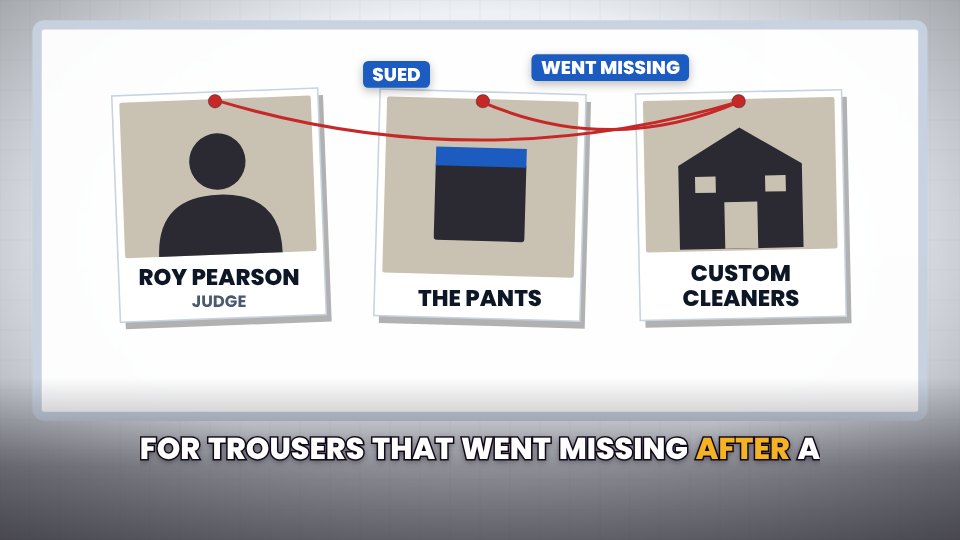 SUED
WENT MISSING
ROY PEARSON
JUDGE
THE PANTS
CUSTOM
CLEANERS
FOR TROUSERS THAT WENT MISSING AFTER A